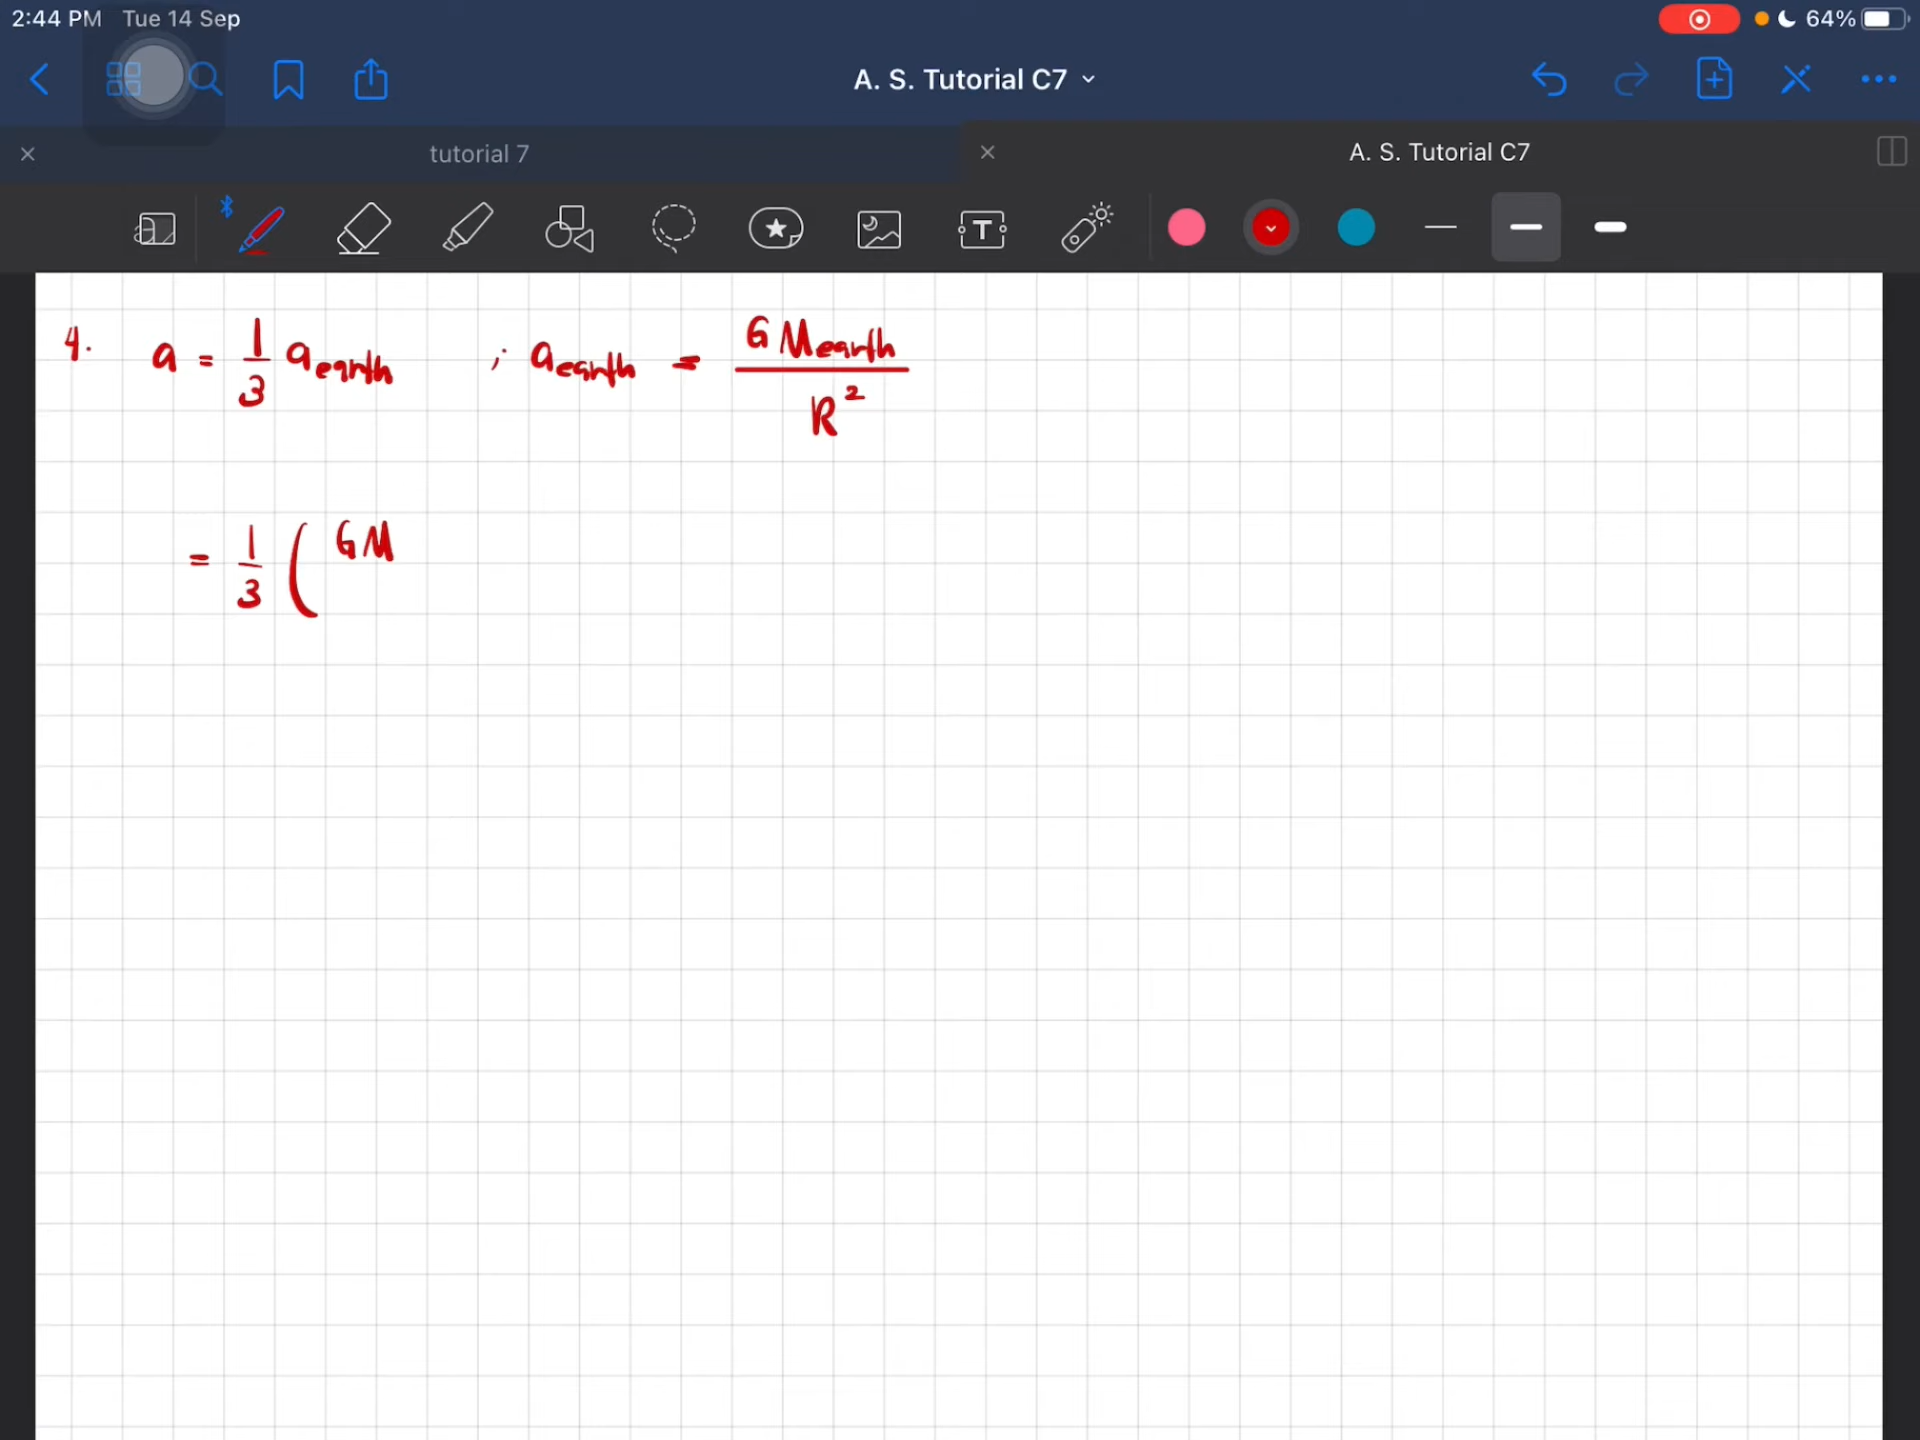 2:44 PM Tue 14 Sep 64%
A. S. Tutorial C7
tutorial 7 A. S. Tutorial C7
4. a = 1/3 a_earth ; a_earth = G M_earth / R²
= 1/3 ( GM